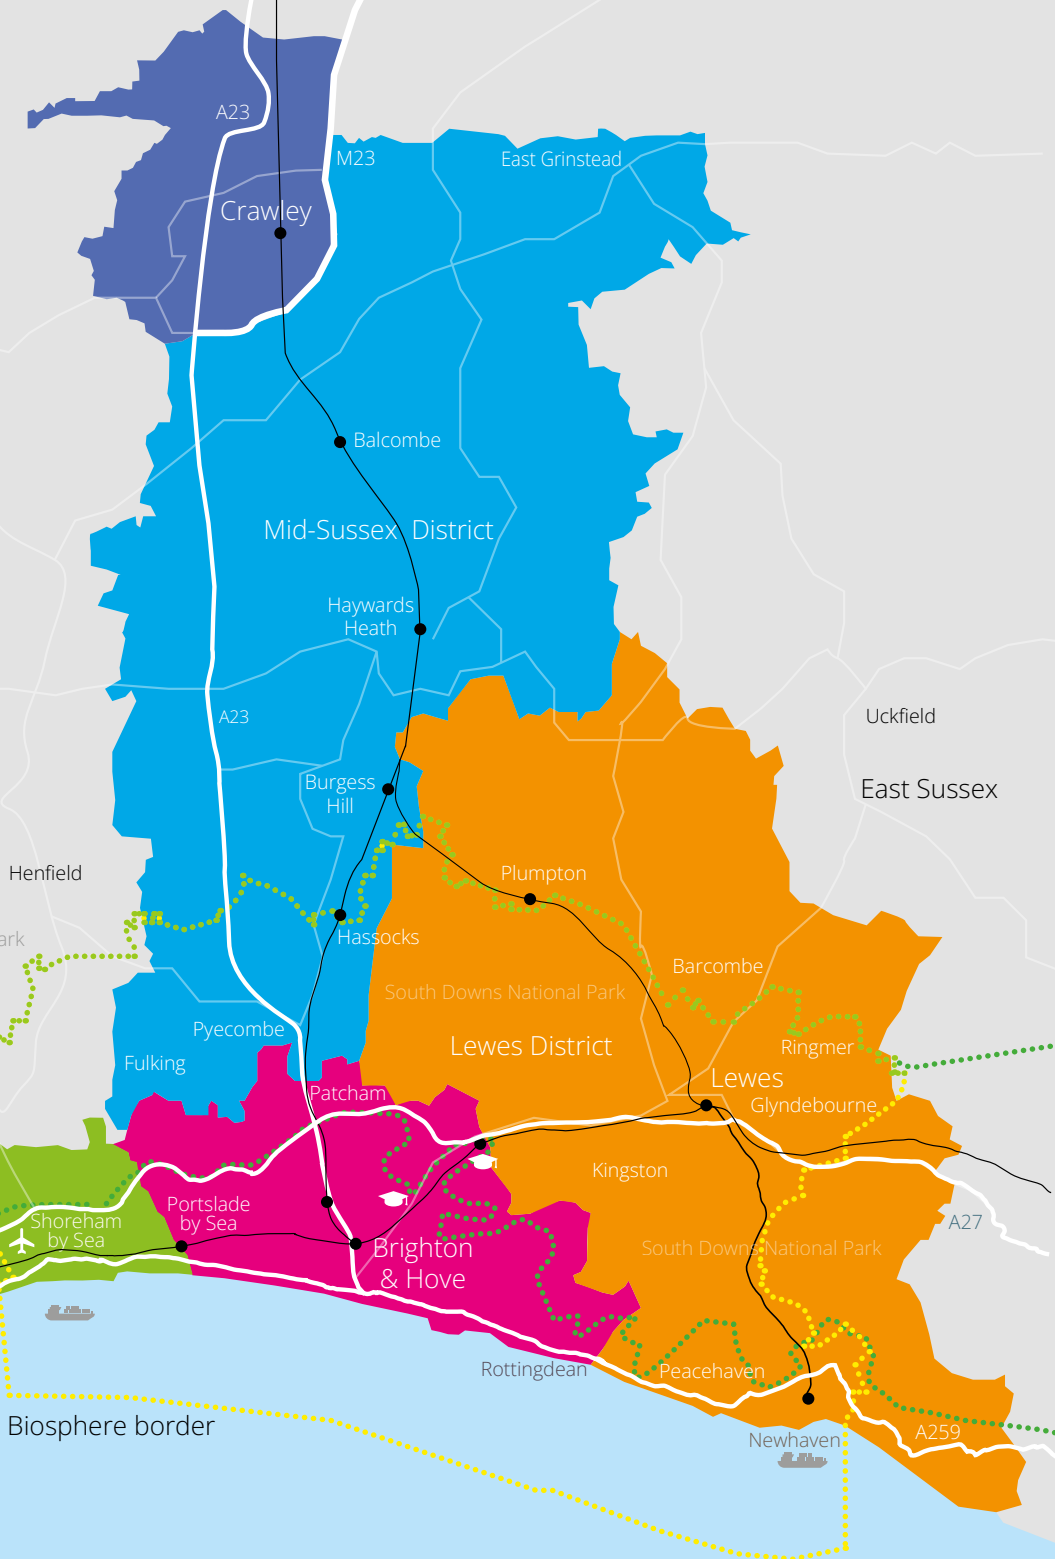 A23
M23
East Grinstead
Crawley
Balcombe
Mid-Sussex District
Haywards
Heath
A23
Uckfield
Burgess
Hill
East Sussex
Henfield
Plumpton
ark
Hassocks
Barcombe
South Downs National Park
Pyecombe
Lewes District
Ringmer
Fulking
Lewes
Patcham
Glyndebourne
Kingston
Portslade
by Sea
Shoreham
by Sea
A27
Brighton
& Hove
South Downs National Park
Rottingdean
Peacehaven
Biosphere border
A259
Newhaven